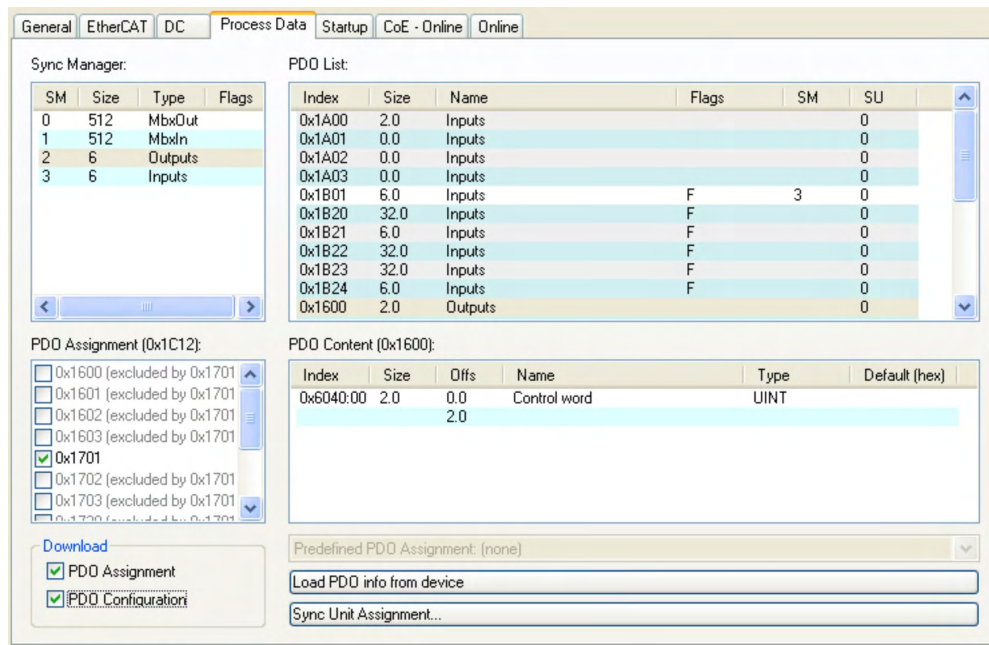 General EtherCAT DC Process Data Startup CoE - Online Online
Sync Manager:
SM Size Type Flags
0 512 MbxOut
1 512 MbxIn
2 6 Outputs
3 6 Inputs
PDO List:
Index Size Name Flags SM SU
0x1A00 2.0 Inputs 0
0x1A01 0.0 Inputs 0
0x1A02 0.0 Inputs 0
0x1A03 0.0 Inputs 0
0x1B01 6.0 Inputs F 3 0
0x1B20 32.0 Inputs F 0
0x1B21 6.0 Inputs F 0
0x1B22 32.0 Inputs F 0
0x1B23 32.0 Inputs F 0
0x1B24 6.0 Inputs F 0
0x1600 2.0 Outputs 0
PDO Assignment (0x1C12):
0x1600 (excluded by 0x1701
0x1601 (excluded by 0x1701
0x1602 (excluded by 0x1701
0x1603 (excluded by 0x1701
0x1701
0x1702 (excluded by 0x1701
0x1703 (excluded by 0x1701
PDO Content (0x1600):
Index Size Offs Name Type Default (hex)
0x6040:00 2.0 0.0 Control word UINT
2.0
Download
PDO Assignment
PDO Configuration
Predefined PDO Assignment: (none)
Load PDO info from device
Sync Unit Assignment...